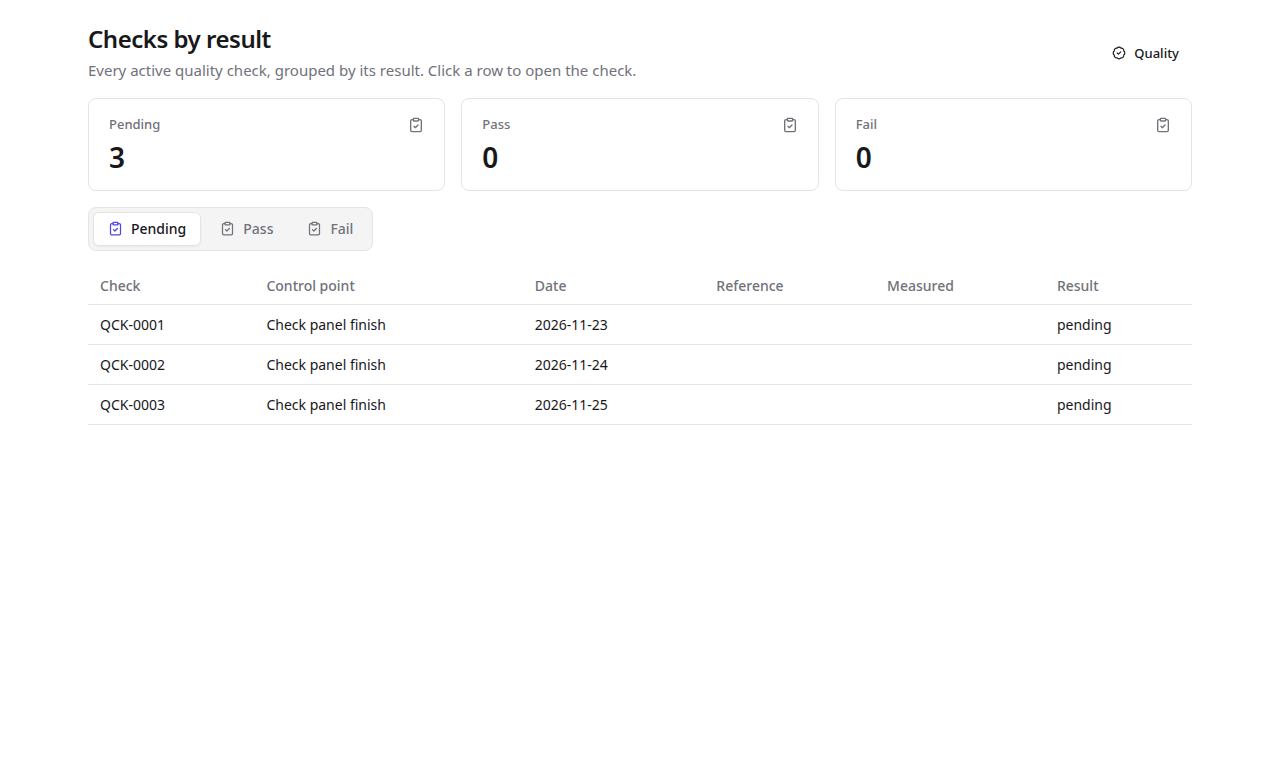 Checks by result
Every active quality check, grouped by its result. Click a row to open the check.
Quality
Pending
3
Pass
0
Fail
0
Pending Pass Fail
Check Control point Date Reference Measured Result
QCK-0001 Check panel finish 2026-11-23 pending
QCK-0002 Check panel finish 2026-11-24 pending
QCK-0003 Check panel finish 2026-11-25 pending